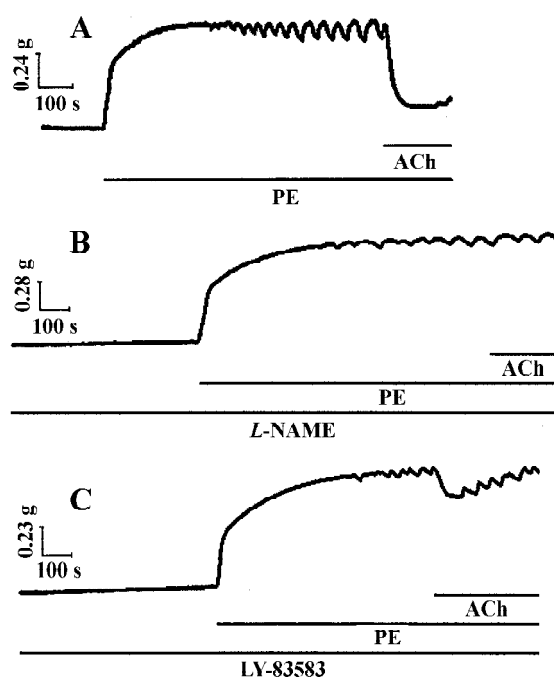 A
0.24 g
100 s
ACh
PE
B
0.28 g
100 s
ACh
PE
L-NAME
C
0.23 g
100 s
ACh
PE
LY-83583